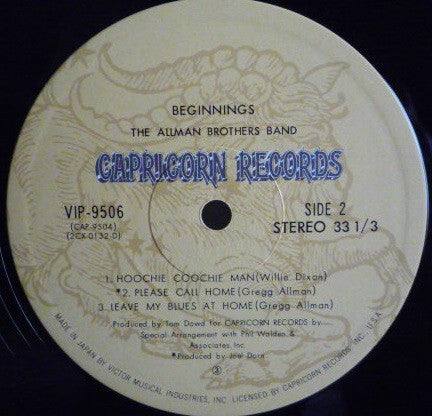 BEGINNINGS
THE ALLMAN BROTHERS BAND
CAPRICORN RECORDS
VIP-9506
(CAP-9504)
(2CX-0132-D)
SIDE 2
STEREO 33 1/3
1. HOOCHIE COOCHIE MAN(Willie Dixon)
*2. PLEASE CALL HOME(Gregg Allman)
3. LEAVE MY BLUES AT HOME(Gregg Allman)
Produced by Tom Dowd for CAPRICORN RECORDS by
Special Arrangement with Phil Walden &
Associates Inc.
*Produced by Joel Dorn
MADE IN JAPAN BY VICTOR MUSICAL INDUSTRIES, INC. LICENSED BY CAPRICORN RECORDS INC. U.S.A.